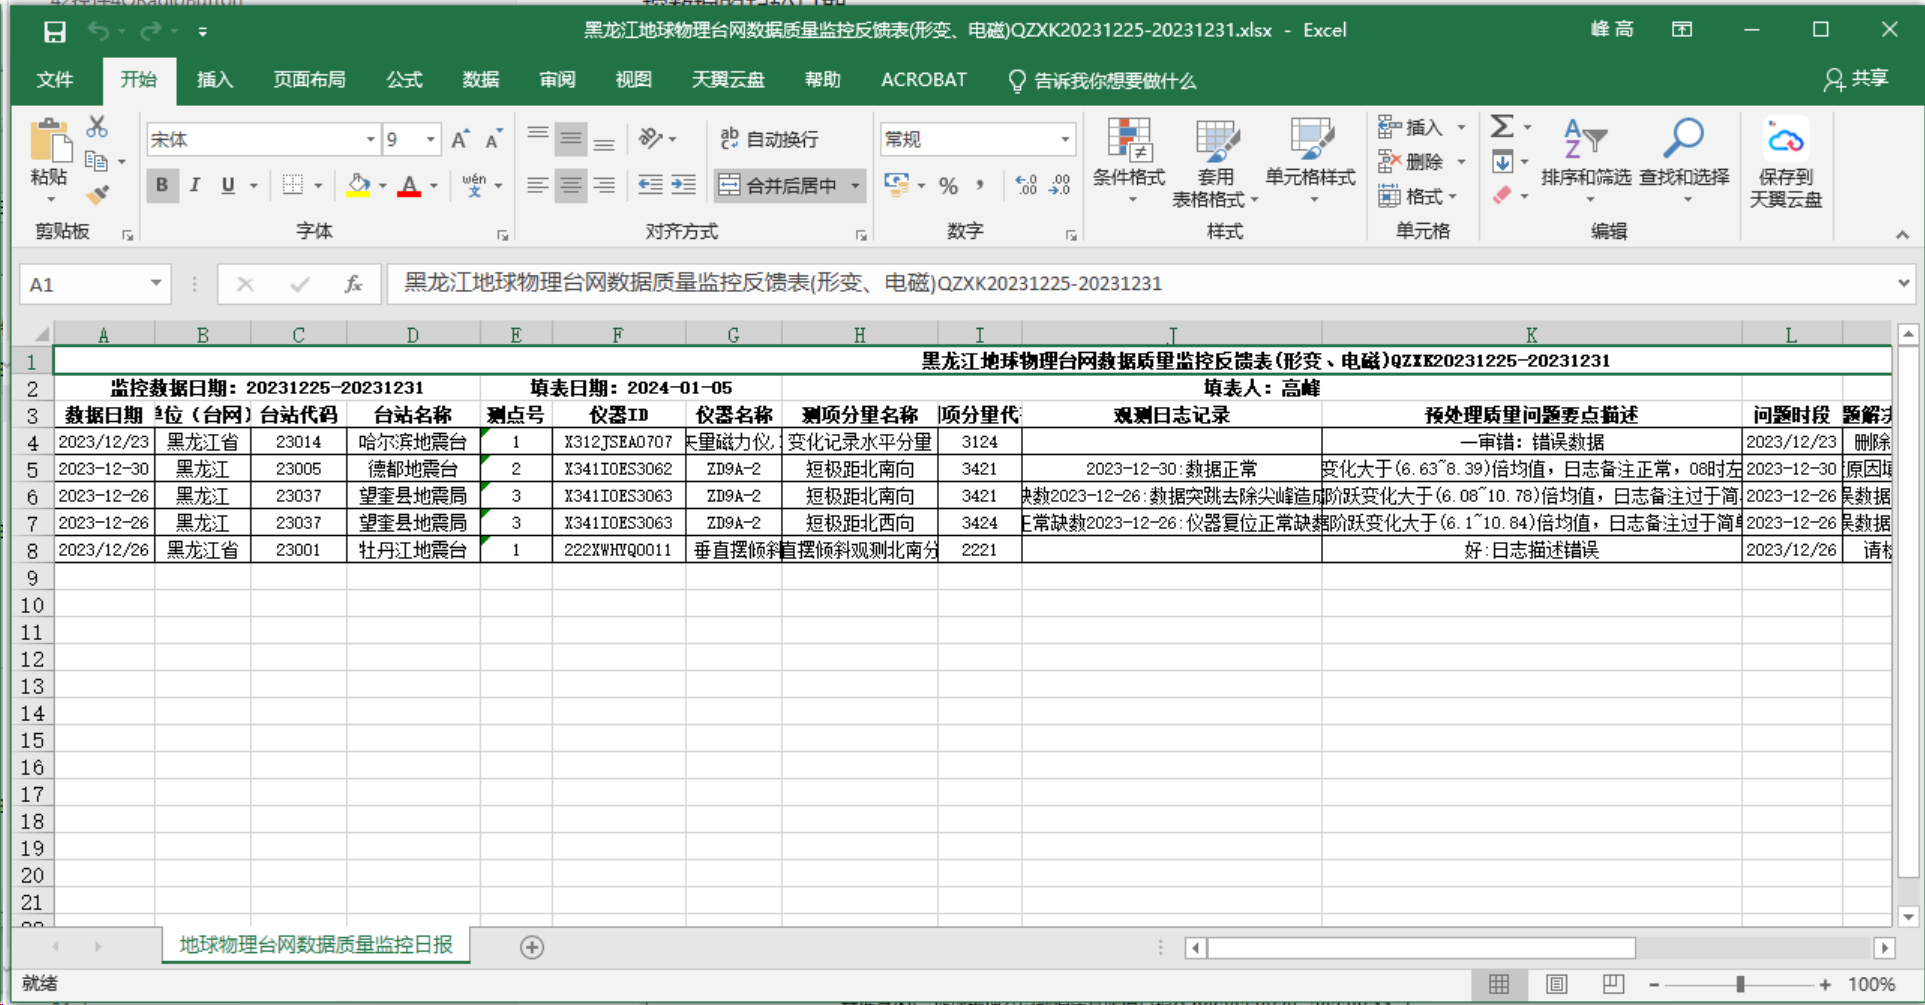 黑龙江地球物理台网数据质量监控反馈表(形变、电磁)QZXK20231225-20231231.xlsx - Excel 峰 高
文件 开始 插入 页面布局 公式 数据 审阅 视图 天翼云盘 帮助 ACROBAT 告诉我你想要做什么 共享
宋体 9 自动换行 常规 插入
粘贴 条件格式 套用 单元格样式 删除 排序和筛选 查找和选择 保存到
B I U wén 文 合并后居中 % 表格格式 格式 天翼云盘
剪贴板 字体 对齐方式 数字 样式 单元格 编辑
A1 fx 黑龙江地球物理台网数据质量监控反馈表(形变、电磁)QZXK20231225-20231231
A B C D E F G H I J K L
1 黑龙江地球物理台网数据质量监控反馈表(形变、电磁)QZXK20231225-20231231
2 监控数据日期：20231225-20231231 填表日期：2024-01-05 填表人：高峰
3 数据日期 单位（台网） 台站代码 台站名称 测点号 仪器ID 仪器名称 测项分量名称 项分量代 观测日志记录 预处理质量问题要点描述 问题时段 题解决
4 2023/12/23 黑龙江省 23014 哈尔滨地震台 1 X312JSEA0707 矢量磁力仪, 变化记录水平分量 3124 一审错：错误数据 2023/12/23 删除
5 2023-12-30 黑龙江 23005 德都地震台 2 X341IOES3062 ZD9A-2 短极距北南向 3421 2023-12-30:数据正常 变化大于(6.63~8.39)倍均值，日志备注正常，08时左 2023-12-30 原因填
6 2023-12-26 黑龙江 23037 望奎县地震局 3 X341IOES3063 ZD9A-2 短极距北南向 3421 缺数2023-12-26:数据突跳去除尖峰造成 阶跃变化大于(6.08~10.78)倍均值，日志备注过于简 2023-12-26 误数据
7 2023-12-26 黑龙江 23037 望奎县地震局 3 X341IOES3063 ZD9A-2 短极距北西向 3424 正常缺数2023-12-26:仪器复位正常缺数 阶跃变化大于(6.1~10.84)倍均值，日志备注过于简单 2023-12-26 误数据
8 2023/12/26 黑龙江省 23001 牡丹江地震台 1 222XWHYQ0011 垂直摆倾斜 直摆倾斜观测北南分 2221 好:日志描述错误 2023/12/26 请检
9
10
11
12
13
14
15
16
17
18
19
20
21
地球物理台网数据质量监控日报
就绪 100%